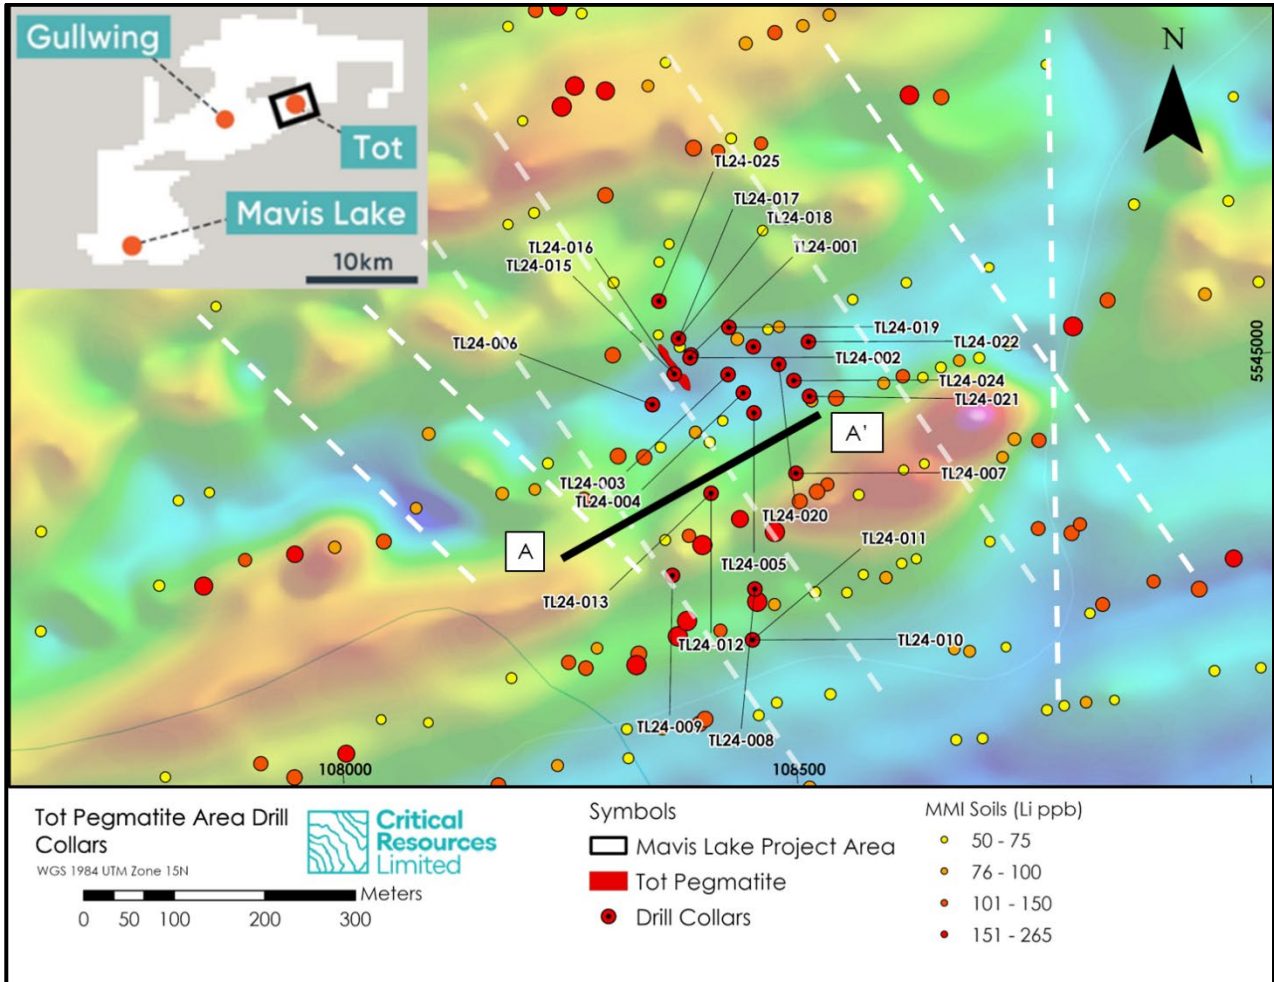 Gullwing
Tot
Mavis Lake
10km
N
TL24-025
TL24-017
TL24-018
TL24-016
TL24-001
TL24-015
TL24-006
TL24-019
TL24-022
TL24-002
TL24-024
TL24-021
5545000
A'
TL24-003
TL24-007
TL24-004
TL24-020
TL24-011
A
TL24-005
TL24-013
TL24-012
TL24-010
TL24-009
TL24-008
108000
108500
Tot Pegmatite Area Drill
Collars
WGS 1984 UTM Zone 15N
Critical
Resources
Limited
Meters
0 50 100 200 300
Symbols
Mavis Lake Project Area
Tot Pegmatite
Drill Collars
MMI Soils (Li ppb)
50 - 75
76 - 100
101 - 150
151 - 265